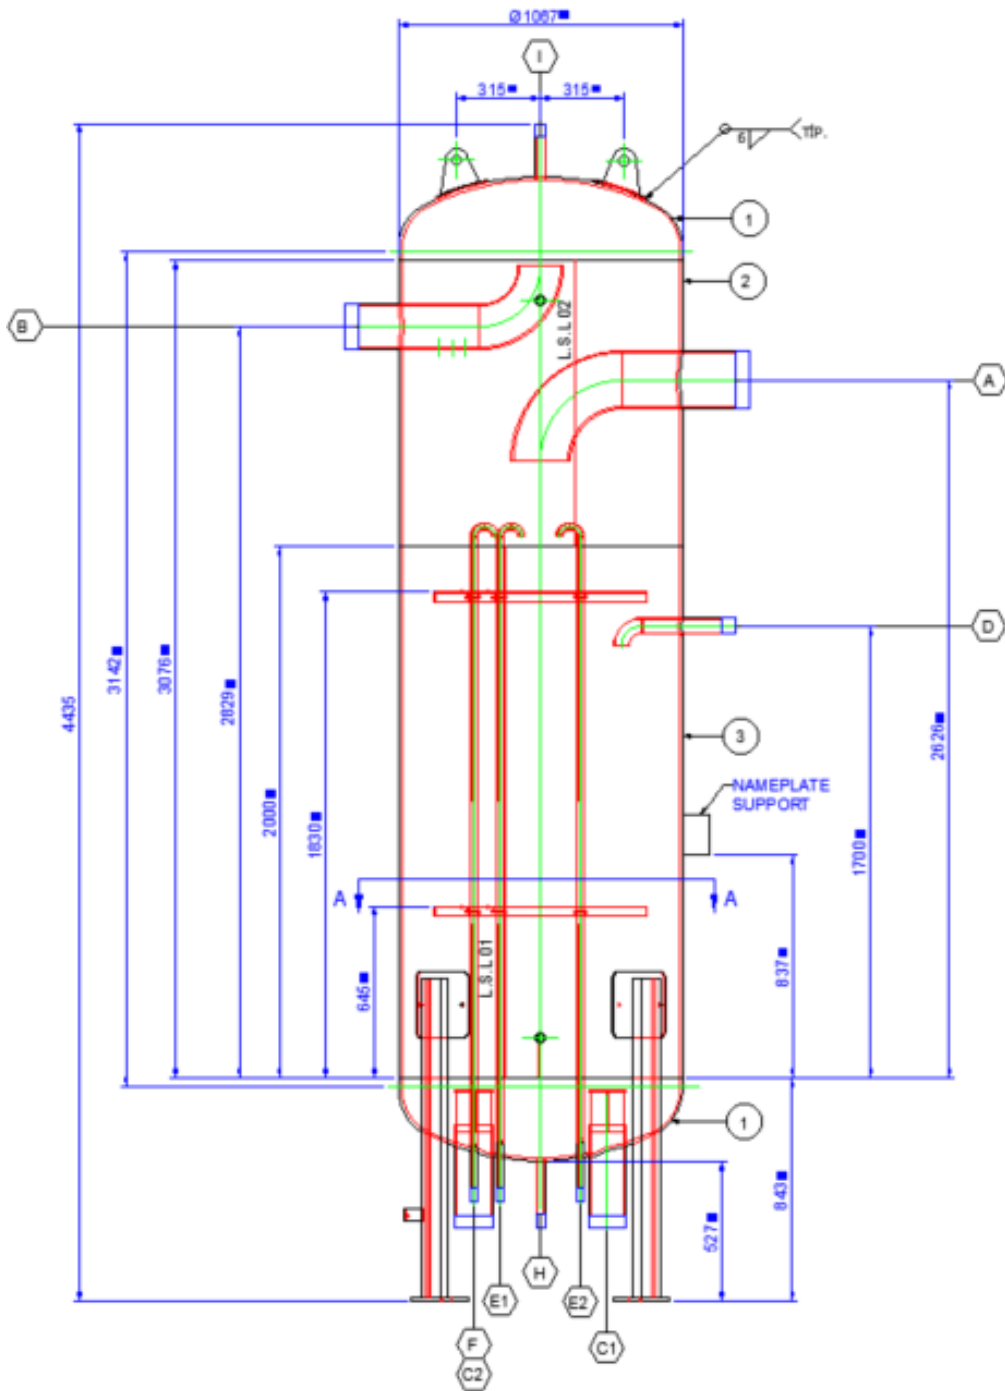 Ø1067■
I
315■
315■
6
TÍP.
1
2
B
L.S.L 02
A
D
4435
3142■
3076■
2829■
2000■
1830■
3
2626■
NAMEPLATE
SUPPORT
1700■
A
A
645■
L.S.L 01
837■
1
527■
843■
H
E1
E2
F
C1
C2